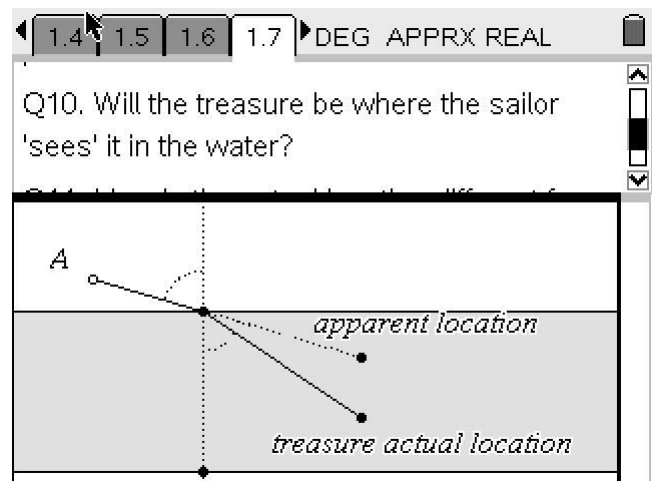 1.4 1.5 1.6 1.7 DEG APPRX REAL
Q10. Will the treasure be where the sailor
'sees' it in the water?
A
apparent location
treasure actual location